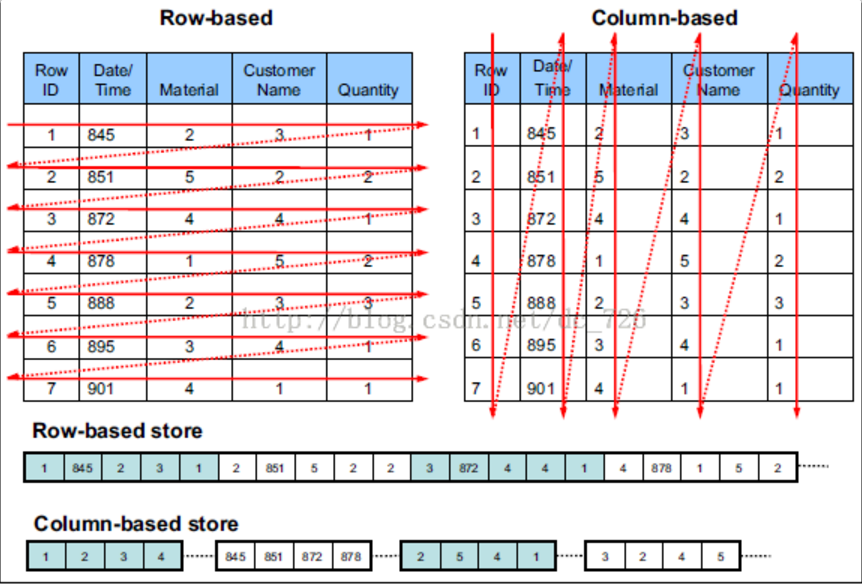 Row-based Column-based
Row ID Date/ Time Material Customer Name Quantity Row ID Date/ Time Material Customer Name Quantity
1 845 2 3 1 1 845 2 3 1
2 851 5 2 2 2 851 5 2 2
3 872 4 4 1 3 872 4 4 1
4 878 1 5 2 4 878 1 5 2
5 888 2 3 3 5 888 2 3 3
http://blog.csdn.net/dc_726
6 895 3 4 1 6 895 3 4 1
7 901 4 1 1 7 901 4 1 1
Row-based store
1 845 2 3 1 2 851 5 2 2 3 872 4 4 1 4 878 1 5 2
Column-based store
1 2 3 4 845 851 872 878 2 5 4 1 3 2 4 5